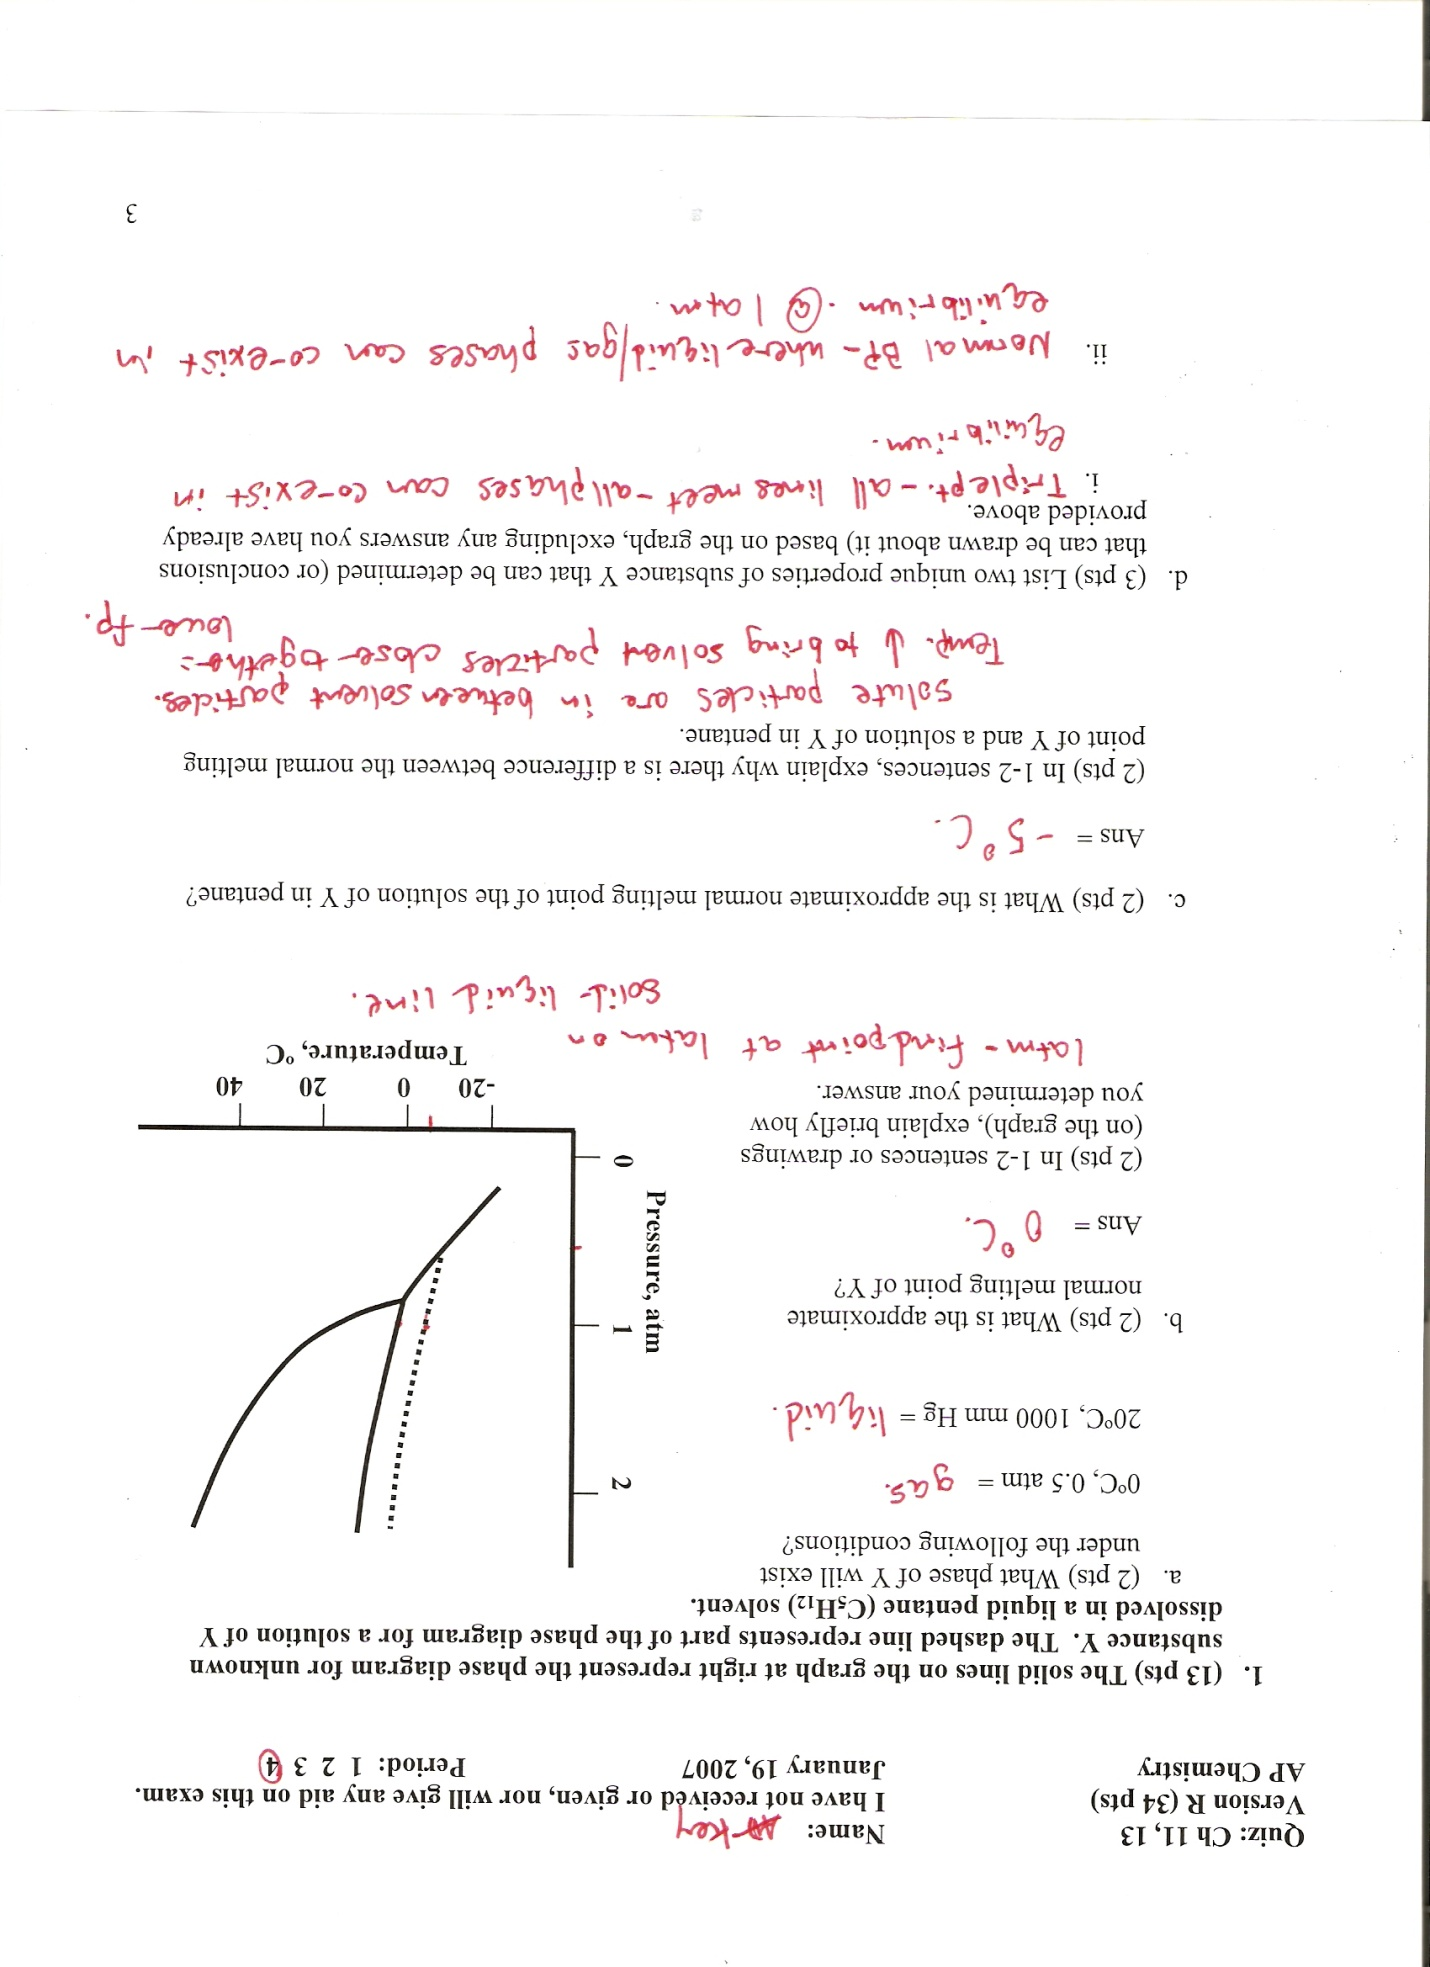 Quiz: Ch 11, 13
Version R (34 pts)
AP Chemistry
Name: Key
I have not received or given, nor will give any aid on this exam.
January 19, 2007 Period: 1 2 3 4
1. (13 pts) The solid lines on the graph at right represent the phase diagram for unknown
substance Y. The dashed line represents part of the phase diagram for a solution of Y
dissolved in a liquid pentane (C₅H₁₂) solvent.
a. (2 pts) What phase of Y will exist
under the following conditions?
0°C, 0.5 atm = gas.
20°C, 1000 mm Hg = liquid.
b. (2 pts) What is the approximate
normal melting point of Y?
Ans = 0°C.
(2 pts) In 1-2 sentences or drawings
(on the graph), explain briefly how
you determined your answer.
1atm - find point at 1atm on
solid-liquid line.
2
1
0
Pressure, atm
-20 0 20 40
Temperature, °C
c. (2 pts) What is the approximate normal melting point of the solution of Y in pentane?
Ans = -5°C.
(2 pts) In 1-2 sentences, explain why there is a difference between the normal melting
point of Y and a solution of Y in pentane.
solute particles are in between solvent particles.
Temp. ↓ to bring solvent particles closer together =
lower fp.
d. (3 pts) List two unique properties of substance Y that can be determined (or conclusions
that can be drawn about it) based on the graph, excluding any answers you have already
provided above.
i. Triple pt. - all lines meet - all phases can co-exist in
equilibrium.
ii. Normal BP - where liquid/gas phases can co-exist in
equilibrium. @ 1 atm.
3